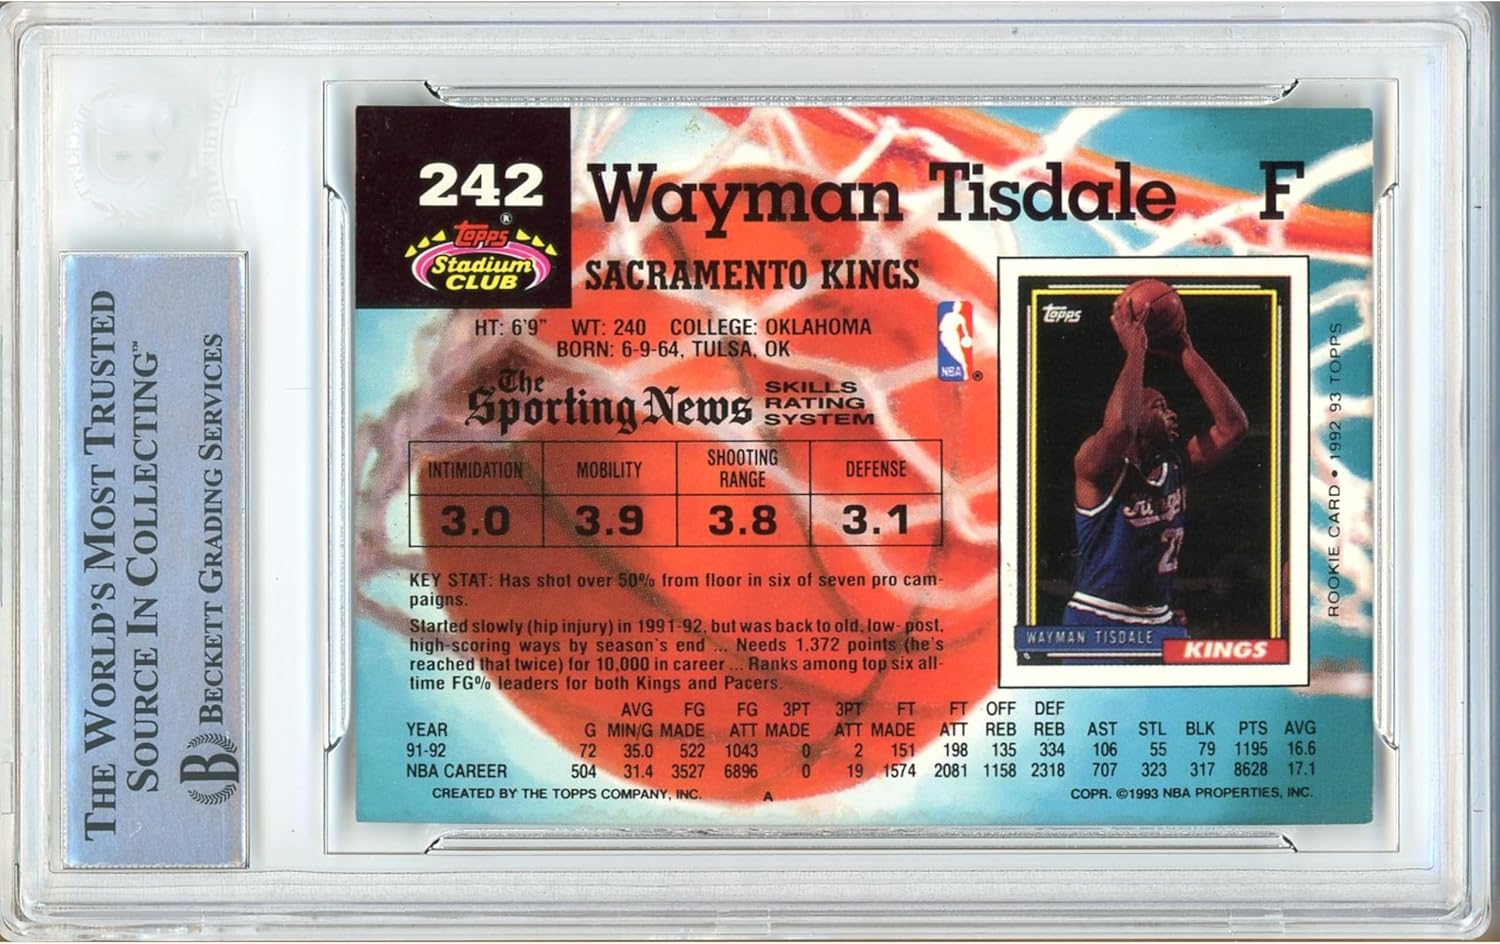 THE WORLD'S MOST TRUSTED
SOURCE IN COLLECTING™
BECKETT GRADING SERVICES
B
242
Topps®
Stadium
CLUB
Wayman Tisdale F
SACRAMENTO KINGS
HT: 6'9" WT: 240 COLLEGE: OKLAHOMA
BORN: 6-9-64, TULSA, OK
NBA ®
The
Sporting News
SKILLS
RATING
SYSTEM
INTIMIDATION MOBILITY SHOOTING RANGE DEFENSE
3.0 3.9 3.8 3.1
KEY STAT: Has shot over 50% from floor in six of seven pro cam-
paigns.
Started slowly (hip injury) in 1991-92, but was back to old, low-post,
high-scoring ways by season's end ... Needs 1,372 points (he's
reached that twice) for 10,000 in career ... Ranks among top six all-
time FG% leaders for both Kings and Pacers.
Topps
Kings
WAYMAN TISDALE
KINGS
ROOKIE CARD • 1992 93 TOPPS
AVG FG FG 3PT 3PT FT FT OFF DEF
YEAR G MIN/G MADE ATT MADE ATT MADE ATT REB REB AST STL BLK PTS AVG
91-92 72 35.0 522 1043 0 2 151 198 135 334 106 55 79 1195 16.6
NBA CAREER 504 31.4 3527 6896 0 19 1574 2081 1158 2318 707 323 317 8628 17.1
CREATED BY THE TOPPS COMPANY, INC. A COPR. ©1993 NBA PROPERTIES, INC.